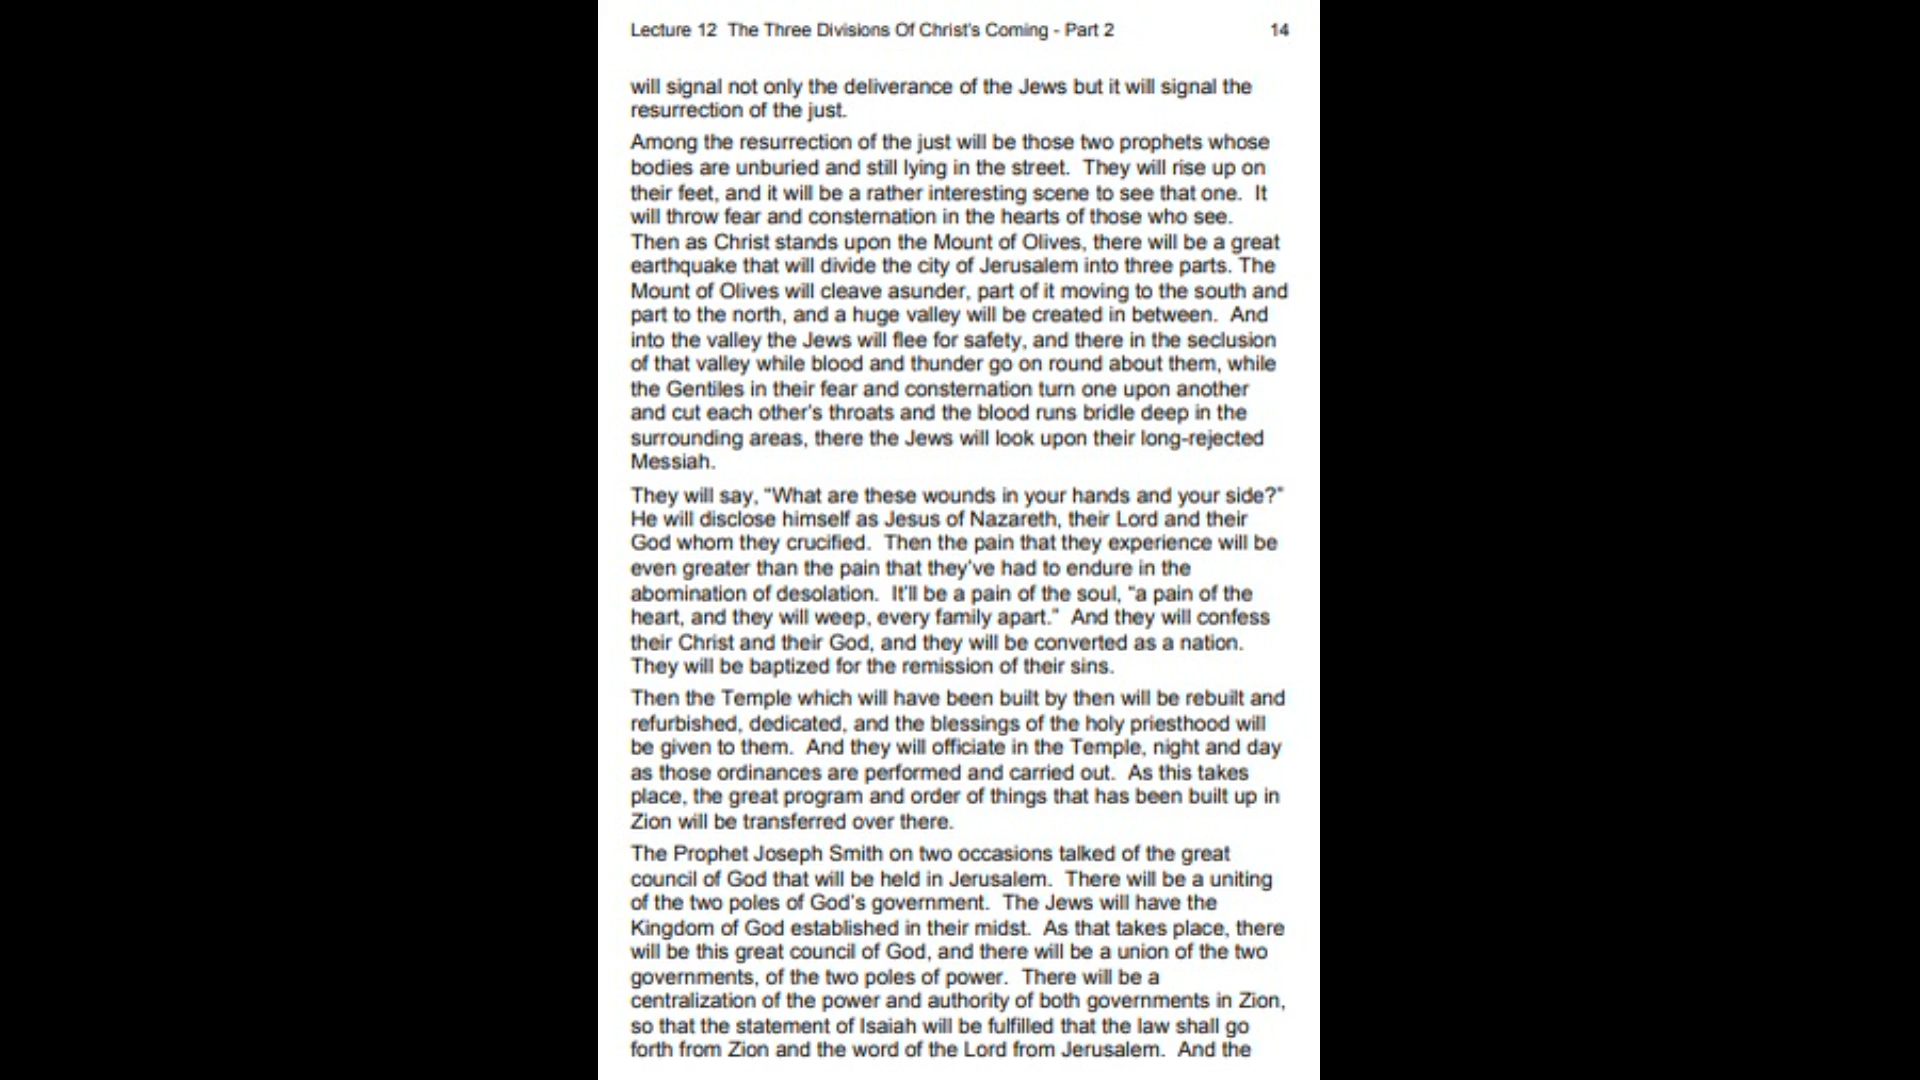 Lecture 12  The Three Divisions Of Christ's Coming - Part 2 14
will signal not only the deliverance of the Jews but it will signal the
resurrection of the just.
Among the resurrection of the just will be those two prophets whose
bodies are unburied and still lying in the street.  They will rise up on
their feet, and it will be a rather interesting scene to see that one.  It
will throw fear and consternation in the hearts of those who see.
Then as Christ stands upon the Mount of Olives, there will be a great
earthquake that will divide the city of Jerusalem into three parts. The
Mount of Olives will cleave asunder, part of it moving to the south and
part to the north, and a huge valley will be created in between.  And
into the valley the Jews will flee for safety, and there in the seclusion
of that valley while blood and thunder go on round about them, while
the Gentiles in their fear and consternation turn one upon another
and cut each other's throats and the blood runs bridle deep in the
surrounding areas, there the Jews will look upon their long-rejected
Messiah.
They will say, "What are these wounds in your hands and your side?"
He will disclose himself as Jesus of Nazareth, their Lord and their
God whom they crucified.  Then the pain that they experience will be
even greater than the pain that they've had to endure in the
abomination of desolation.  It'll be a pain of the soul, "a pain of the
heart, and they will weep, every family apart."  And they will confess
their Christ and their God, and they will be converted as a nation.
They will be baptized for the remission of their sins.
Then the Temple which will have been built by then will be rebuilt and
refurbished, dedicated, and the blessings of the holy priesthood will
be given to them.  And they will officiate in the Temple, night and day
as those ordinances are performed and carried out.  As this takes
place, the great program and order of things that has been built up in
Zion will be transferred over there.
The Prophet Joseph Smith on two occasions talked of the great
council of God that will be held in Jerusalem.  There will be a uniting
of the two poles of God's government.  The Jews will have the
Kingdom of God established in their midst.  As that takes place, there
will be this great council of God, and there will be a union of the two
governments, of the two poles of power.  There will be a
centralization of the power and authority of both governments in Zion,
so that the statement of Isaiah will be fulfilled that the law shall go
forth from Zion and the word of the Lord from Jerusalem.  And the